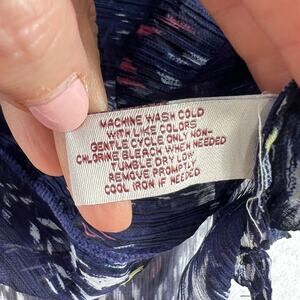 MACHINE WASH COLD
WITH LIKE COLORS
GENTLE CYCLE ONLY NON-
CHLORINE BLEACH WHEN NEEDED
TUMBLE DRY LOW
REMOVE PROMPTLY
COOL IRON IF NEEDED